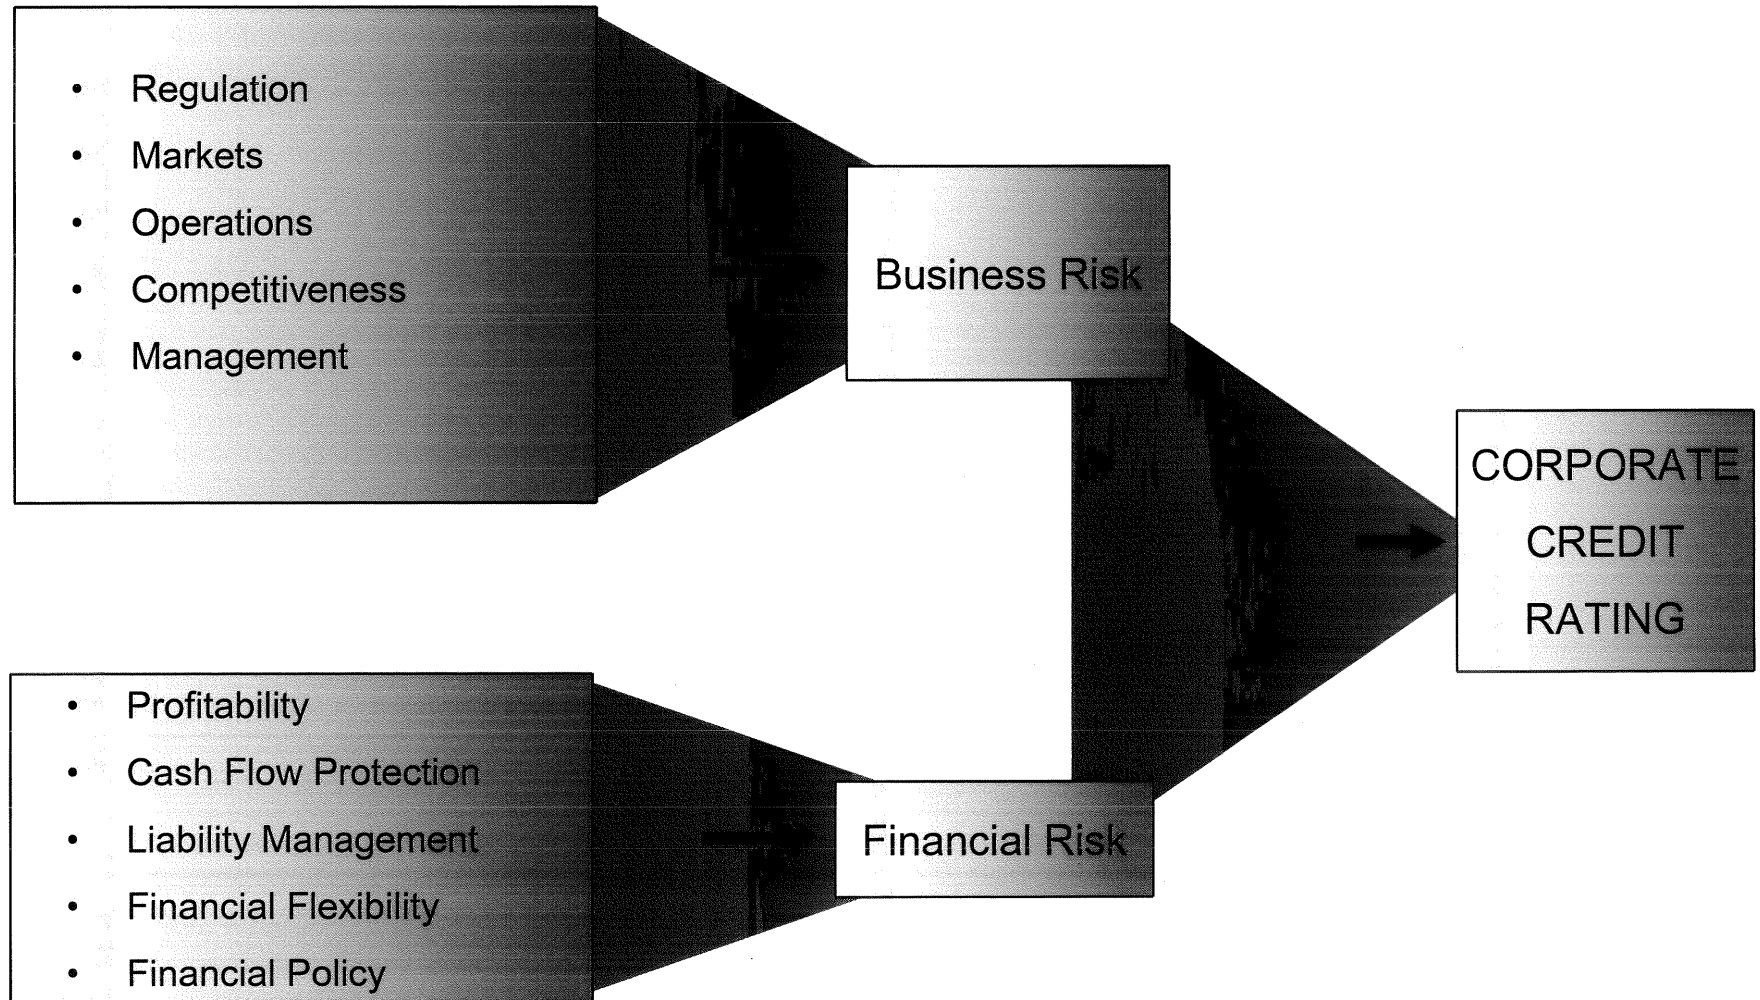 • Regulation
• Markets
• Operations
• Competitiveness
• Management
Business Risk
• Profitability
• Cash Flow Protection
• Liability Management
• Financial Flexibility
• Financial Policy
Financial Risk
CORPORATE
CREDIT
RATING